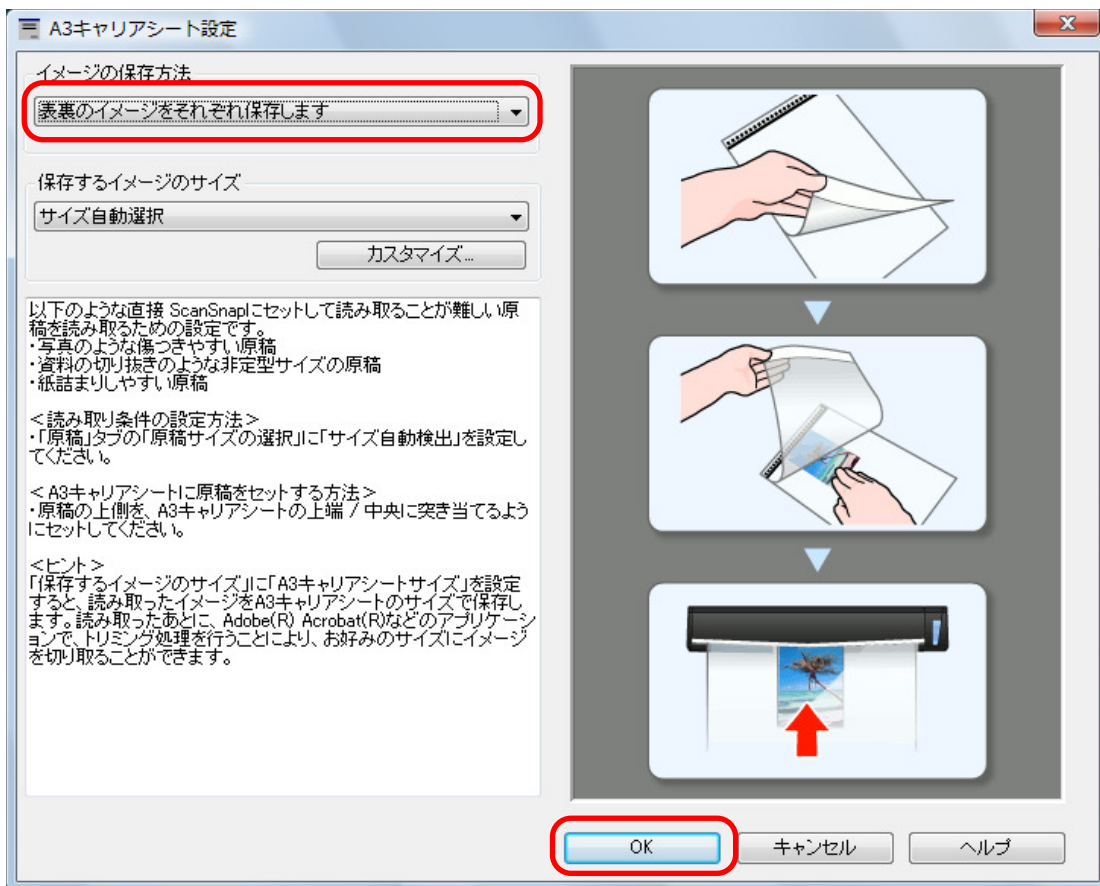 A3キャリアシート設定
イメージの保存方法
表裏のイメージをそれぞれ保存します
保存するイメージのサイズ
サイズ自動選択
カスタマイズ...
以下のような直接 ScanSnapにセットして読み取ることが難しい原
稿を読み取るための設定です。
・写真のような傷つきやすい原稿
・資料の切り抜きのような非定型サイズの原稿
・紙詰まりしやすい原稿
＜読み取り条件の設定方法＞
・「原稿」タブの「原稿サイズの選択」に「サイズ自動検出」を設定し
てください。
＜A3キャリアシートに原稿をセットする方法＞
・原稿の上側を、A3キャリアシートの上端 / 中央に突き当てるよう
にセットしてください。
＜ヒント＞
「保存するイメージのサイズ」に「A3キャリアシートサイズ」を設定
すると、読み取ったイメージをA3キャリアシートのサイズで保存し
ます。読み取ったあとに、Adobe(R) Acrobat(R)などのアプリケーシ
ョンで、トリミング処理を行うことにより、お好みのサイズにイメージ
を切り取ることができます。
OK
キャンセル
ヘルプ